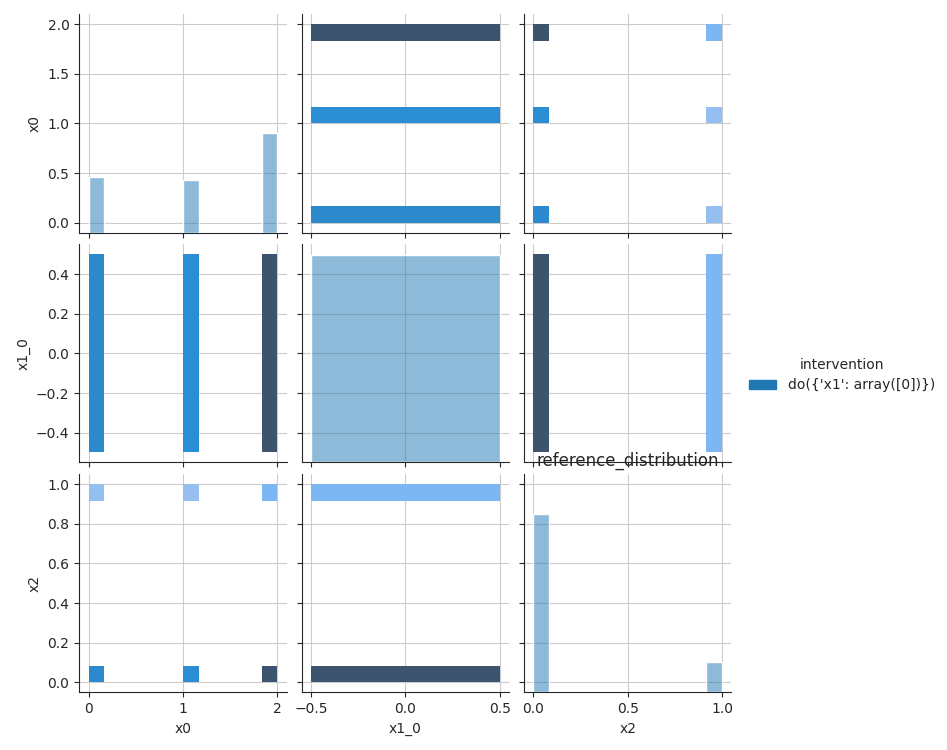 2.0
1.5
1.0
0.5
0.0
x0
0.4
0.2
0.0
−0.2
−0.4
x1_0
intervention
do({'x1': array([0])})
reference_distribution
1.0
0.8
0.6
0.4
0.2
0.0
x2
0 1 2 −0.5 0.0 0.5 0.0 0.5 1.0
x0 x1_0 x2